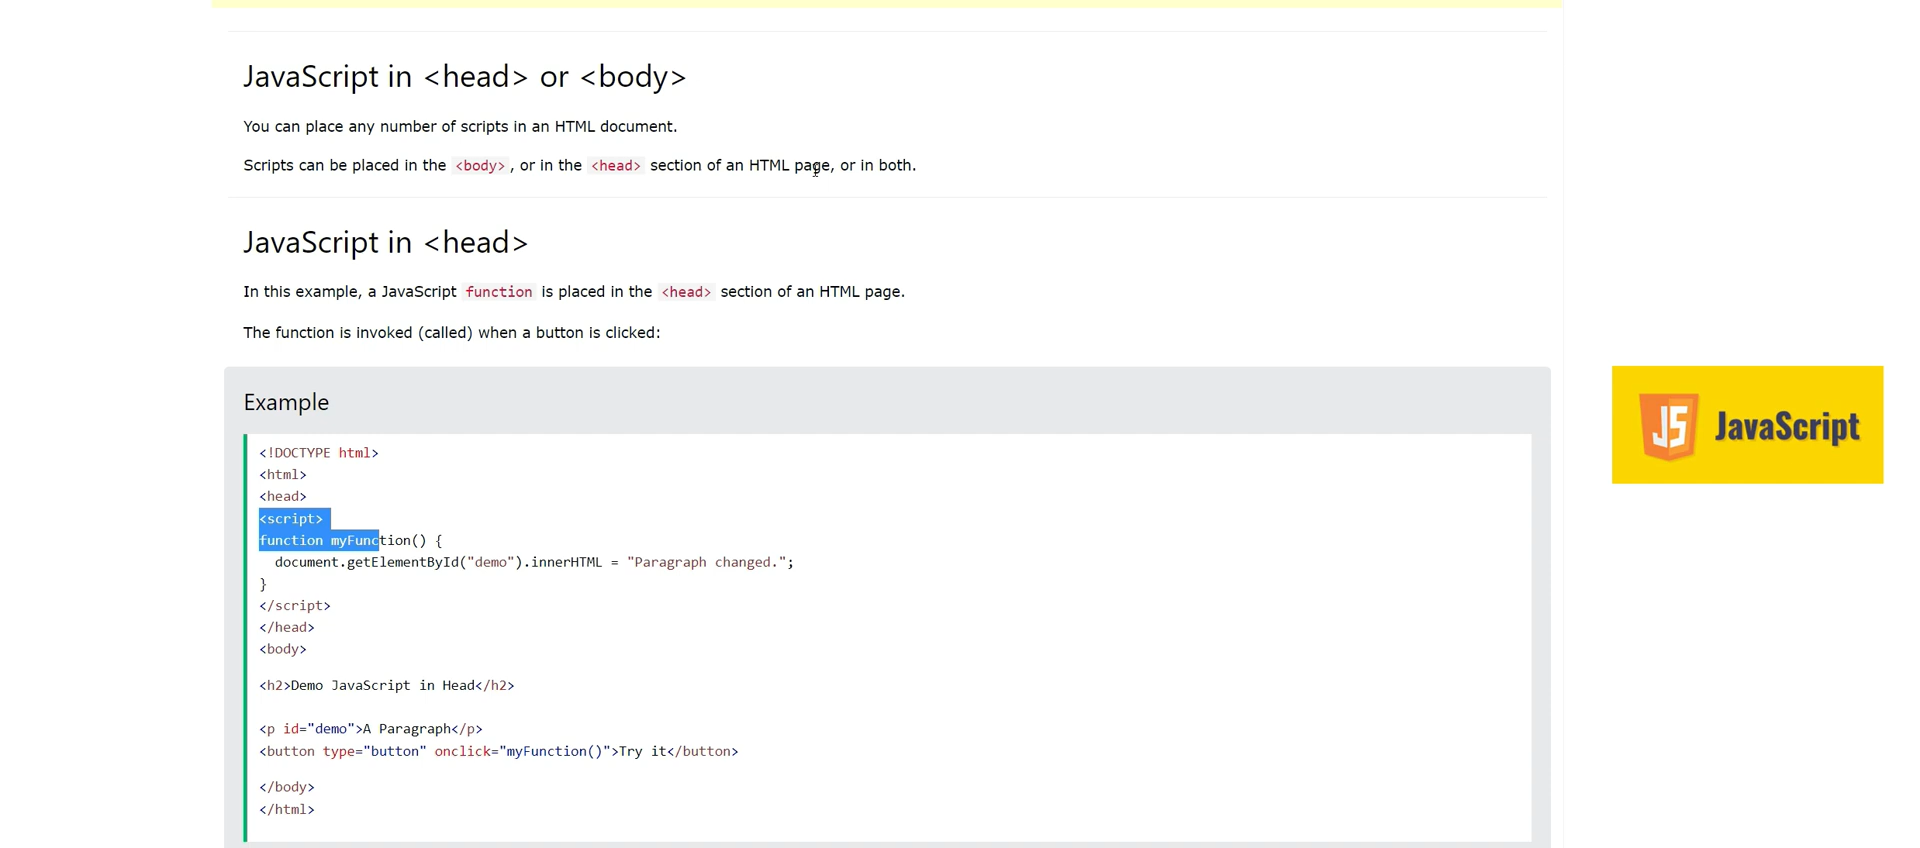 JavaScript in <head> or <body>
You can place any number of scripts in an HTML document.
Scripts can be placed in the <body>, or in the <head> section of an HTML page, or in both.
JavaScript in <head>
In this example, a JavaScript function is placed in the <head> section of an HTML page.
The function is invoked (called) when a button is clicked:
Example
<!DOCTYPE html>
<html>
<head>
<script>
function myFunction() {
  document.getElementById("demo").innerHTML = "Paragraph changed.";
}
</script>
</head>
<body>
<h2>Demo JavaScript in Head</h2>
<p id="demo">A Paragraph</p>
<button type="button" onclick="myFunction()">Try it</button>
</body>
</html>
JS JavaScript